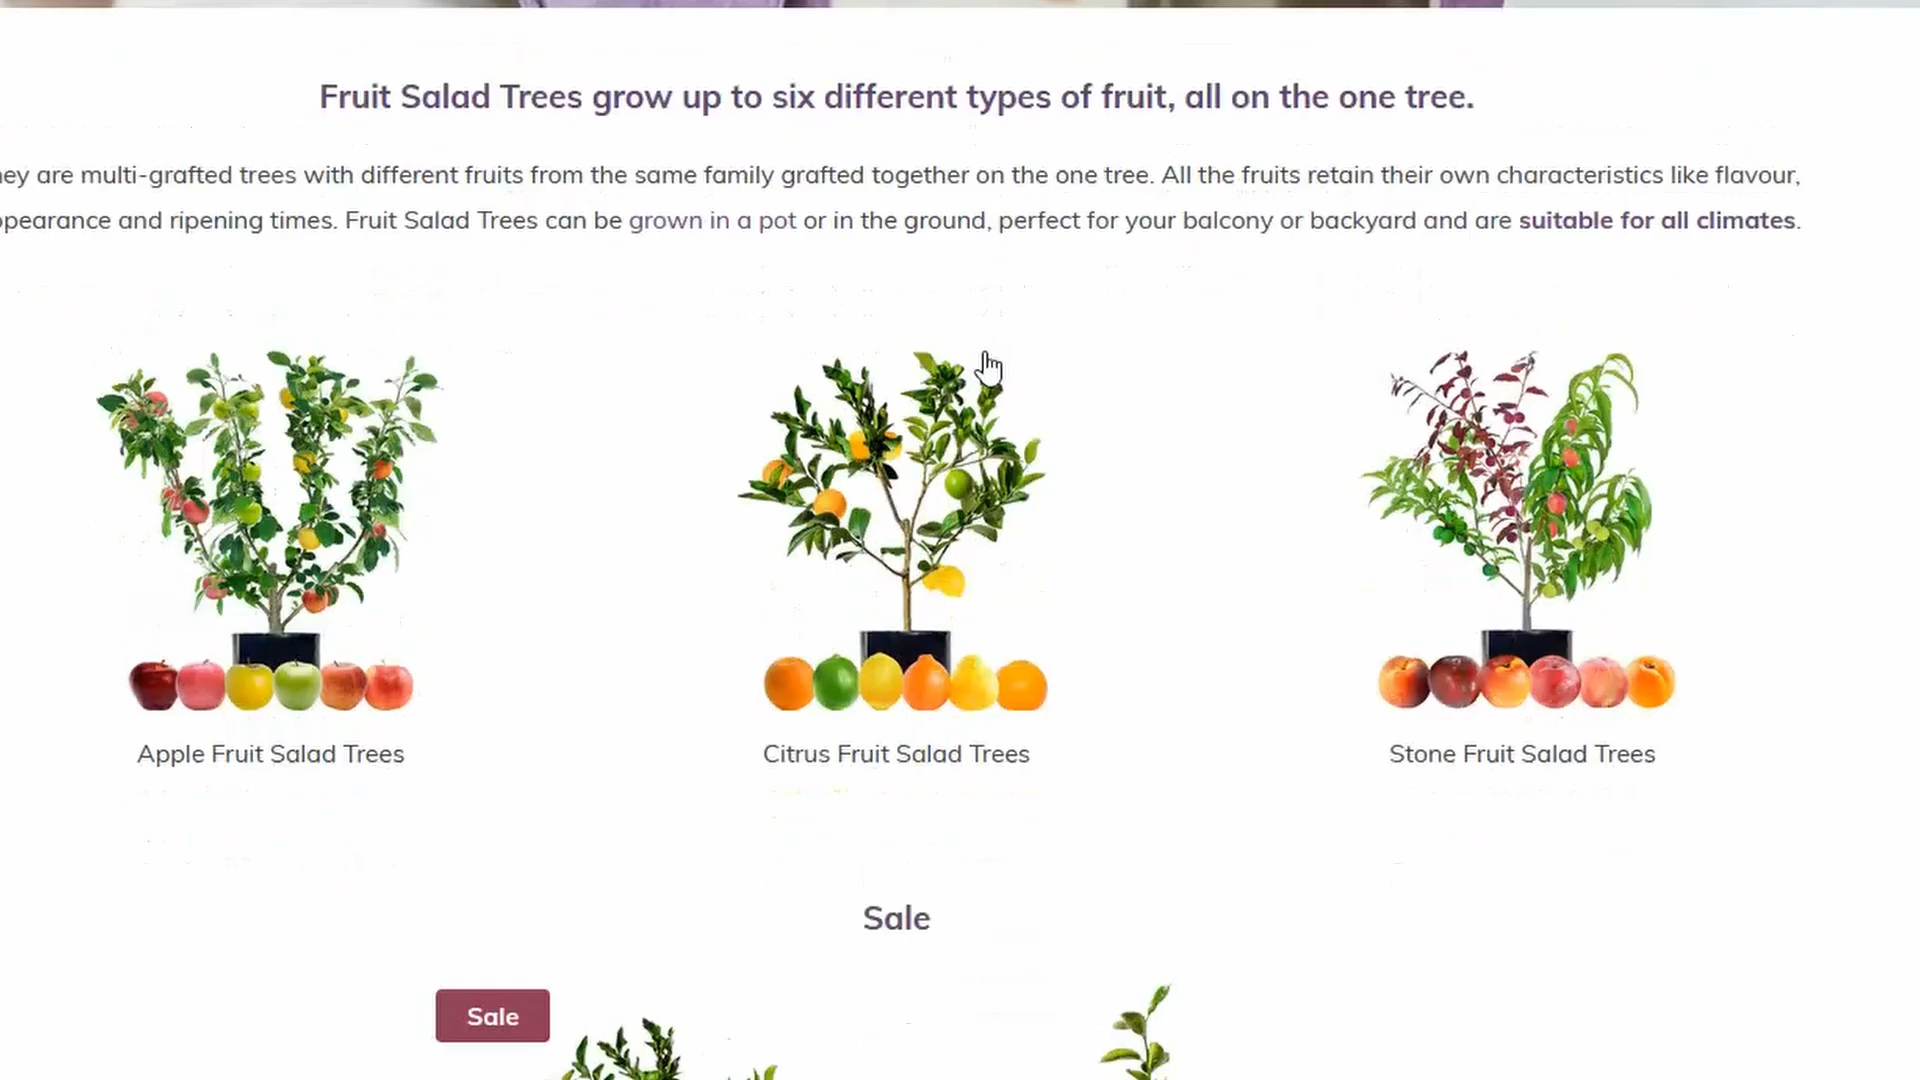 Fruit Salad Trees grow up to six different types of fruit, all on the one tree.
are multi-grafted trees with different fruits from the same family grafted together on the one tree. All the fruits retain their own characteristics like flavour,
and ripening times. Fruit Salad Trees can be grown in a pot or in the ground, perfect for your balcony or backyard and are suitable for all climates.
Apple Fruit Salad Trees
Citrus Fruit Salad Trees
Stone Fruit Salad Trees
Sale
Sale